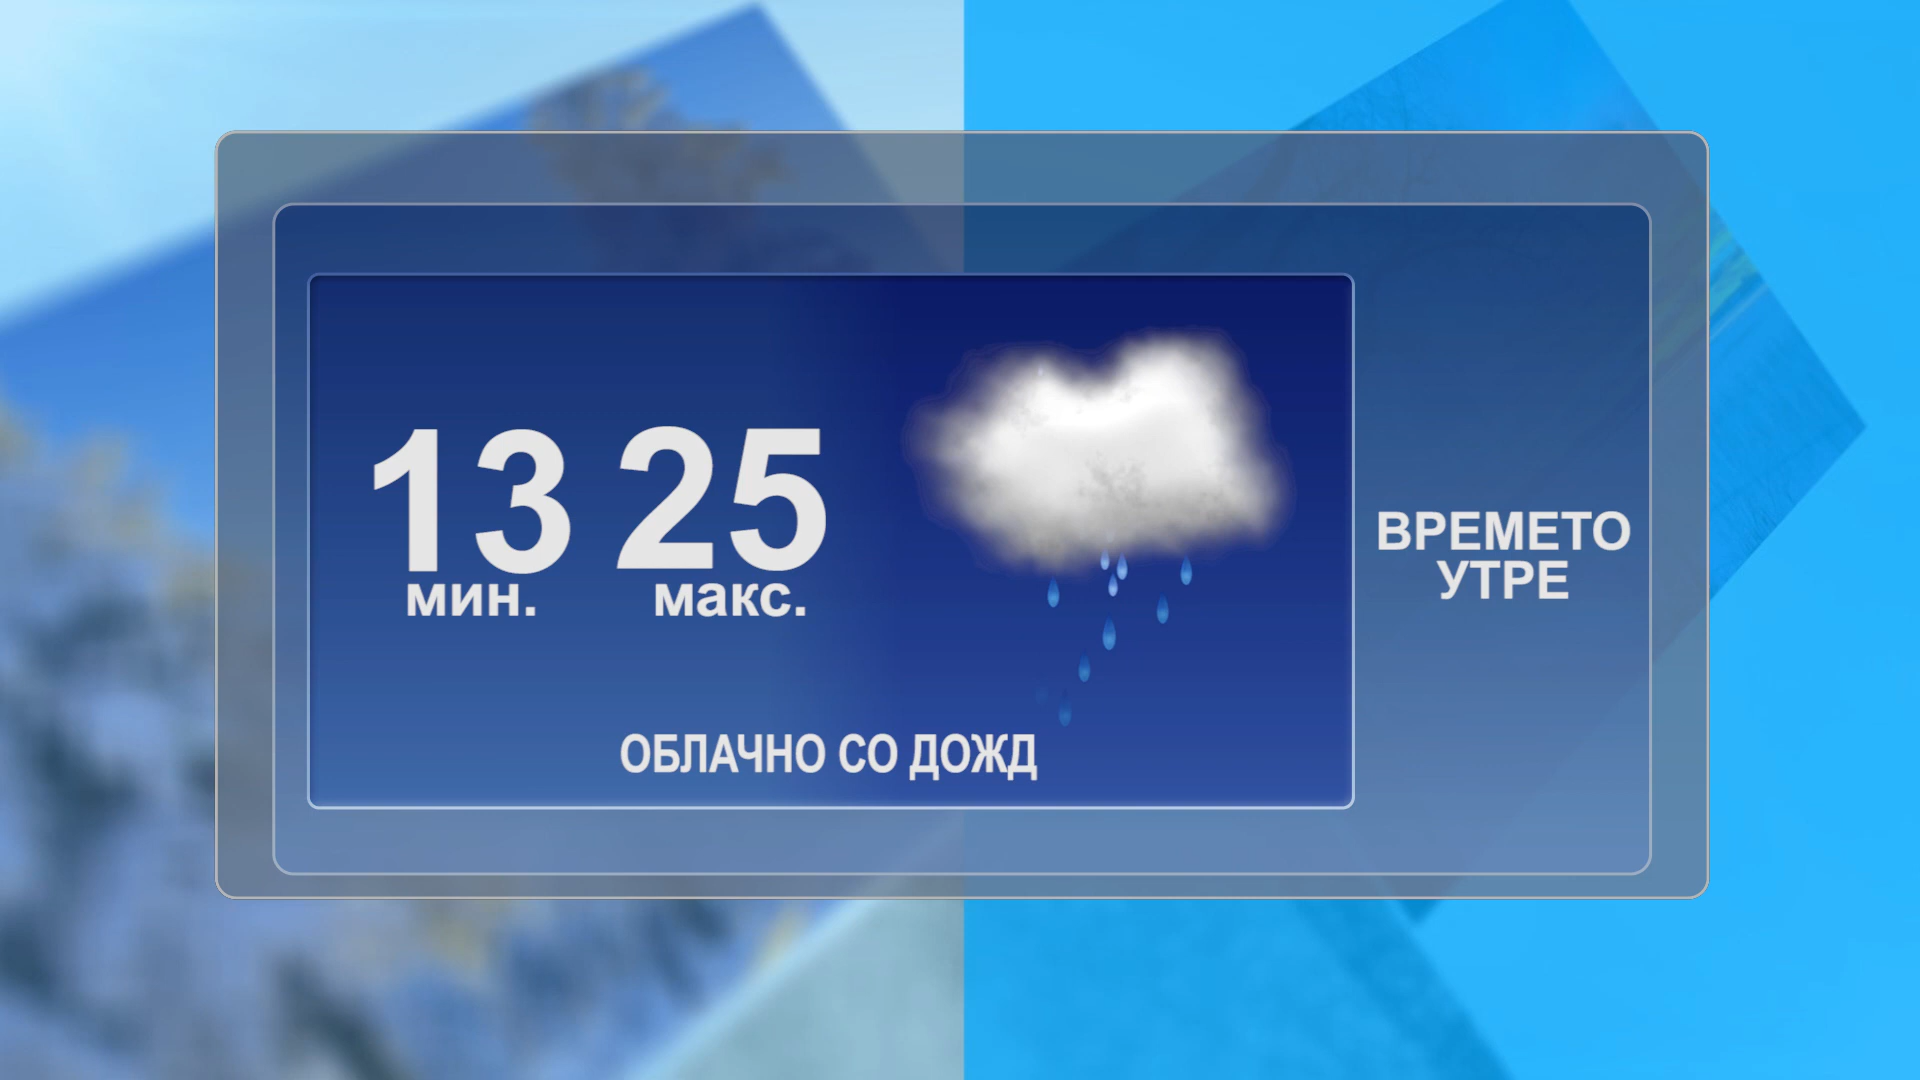 13 25
мин. макс.
ОБЛАЧНО СО ДОЖД
ВРЕМЕТО
УТРЕ